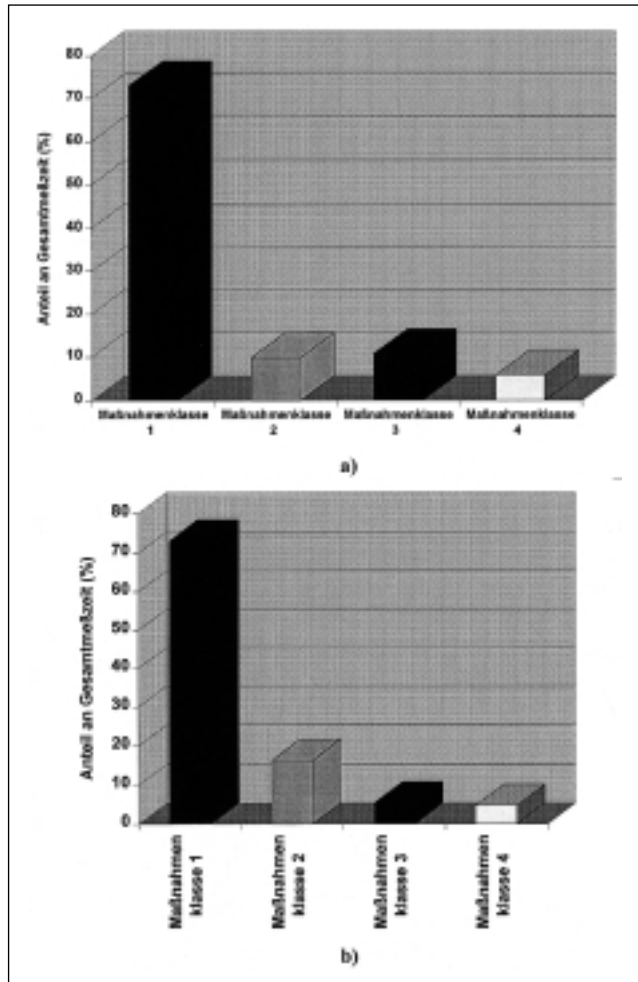 Anteil an Gesamtmeßzeit (%)
80
70
60
50
40
30
20
10
0
Maßnahmenklasse 1
Maßnahmenklasse 2
Maßnahmenklasse 3
Maßnahmenklasse 4
a)
Anteil an Gesamtmeßzeit (%)
80
70
60
50
40
30
20
10
0
Maßnahmen
klasse 1
Maßnahmen
klasse 2
Maßnahmen
klasse 3
Maßnahmen
klasse 4
b)